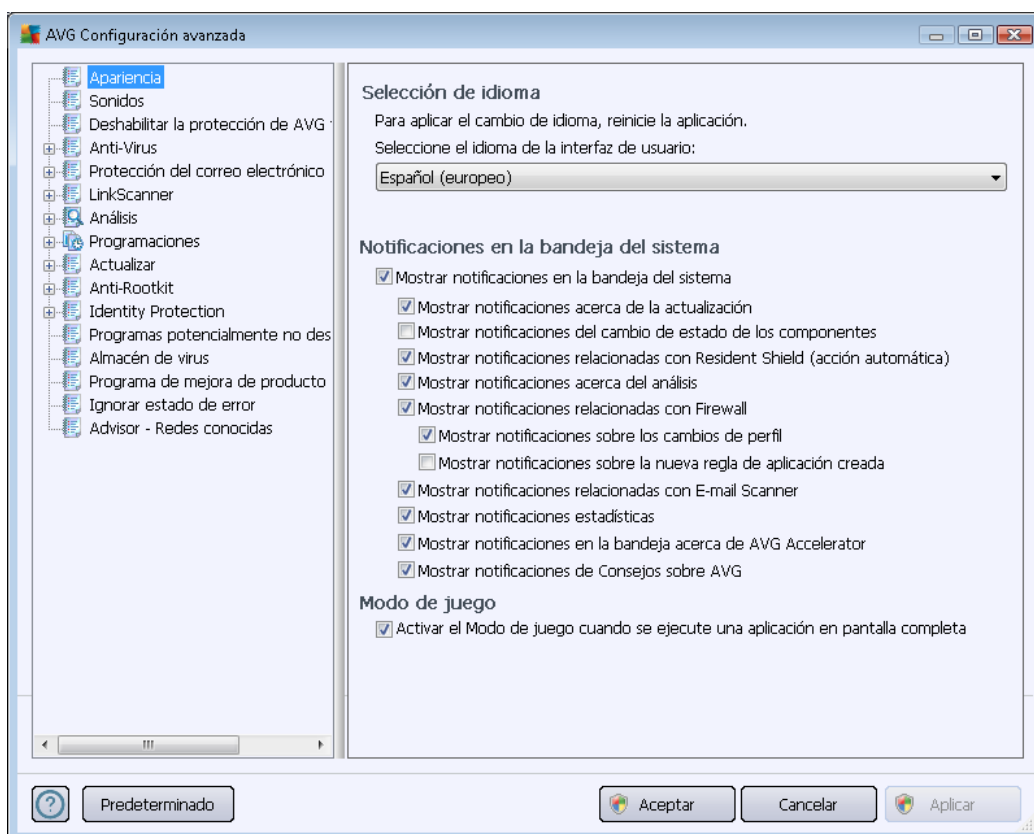 AVG Configuración avanzada
Apariencia
Sonidos
Deshabilitar la protección de AVG
Anti-Virus
Protección del correo electrónico
LinkScanner
Análisis
Programaciones
Actualizar
Anti-Rootkit
Identity Protection
Programas potencialmente no des
Almacén de virus
Programa de mejora de producto
Ignorar estado de error
Advisor - Redes conocidas
Selección de idioma
Para aplicar el cambio de idioma, reinicie la aplicación.
Seleccione el idioma de la interfaz de usuario:
Español (europeo)
Notificaciones en la bandeja del sistema
Mostrar notificaciones en la bandeja del sistema
Mostrar notificaciones acerca de la actualización
Mostrar notificaciones del cambio de estado de los componentes
Mostrar notificaciones relacionadas con Resident Shield (acción automática)
Mostrar notificaciones acerca del análisis
Mostrar notificaciones relacionadas con Firewall
Mostrar notificaciones sobre los cambios de perfil
Mostrar notificaciones sobre la nueva regla de aplicación creada
Mostrar notificaciones relacionadas con E-mail Scanner
Mostrar notificaciones estadísticas
Mostrar notificaciones en la bandeja acerca de AVG Accelerator
Mostrar notificaciones de Consejos sobre AVG
Modo de juego
Activar el Modo de juego cuando se ejecute una aplicación en pantalla completa
Predeterminado
Aceptar
Cancelar
Aplicar